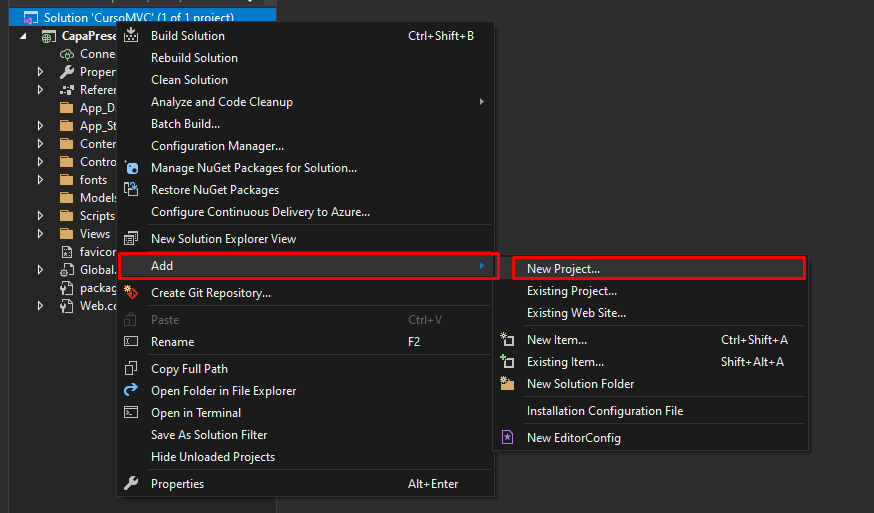 Solution 'CursoMVC' (1 of 1 project)
CapaPrese
Conne
Proper
Referer
App_D
App_St
Conter
Contro
fonts
Models
Scripts
Views
favicor
Global.
packag
Web.co
Build Solution Ctrl+Shift+B
Rebuild Solution
Clean Solution
Analyze and Code Cleanup
Batch Build...
Configuration Manager...
Manage NuGet Packages for Solution...
Restore NuGet Packages
Configure Continuous Delivery to Azure...
New Solution Explorer View
Add
Create Git Repository...
Paste Ctrl+V
Rename F2
Copy Full Path
Open Folder in File Explorer
Open in Terminal
Save As Solution Filter
Hide Unloaded Projects
Properties Alt+Enter
New Project...
Existing Project...
Existing Web Site...
New Item... Ctrl+Shift+A
Existing Item... Shift+Alt+A
New Solution Folder
Installation Configuration File
New EditorConfig